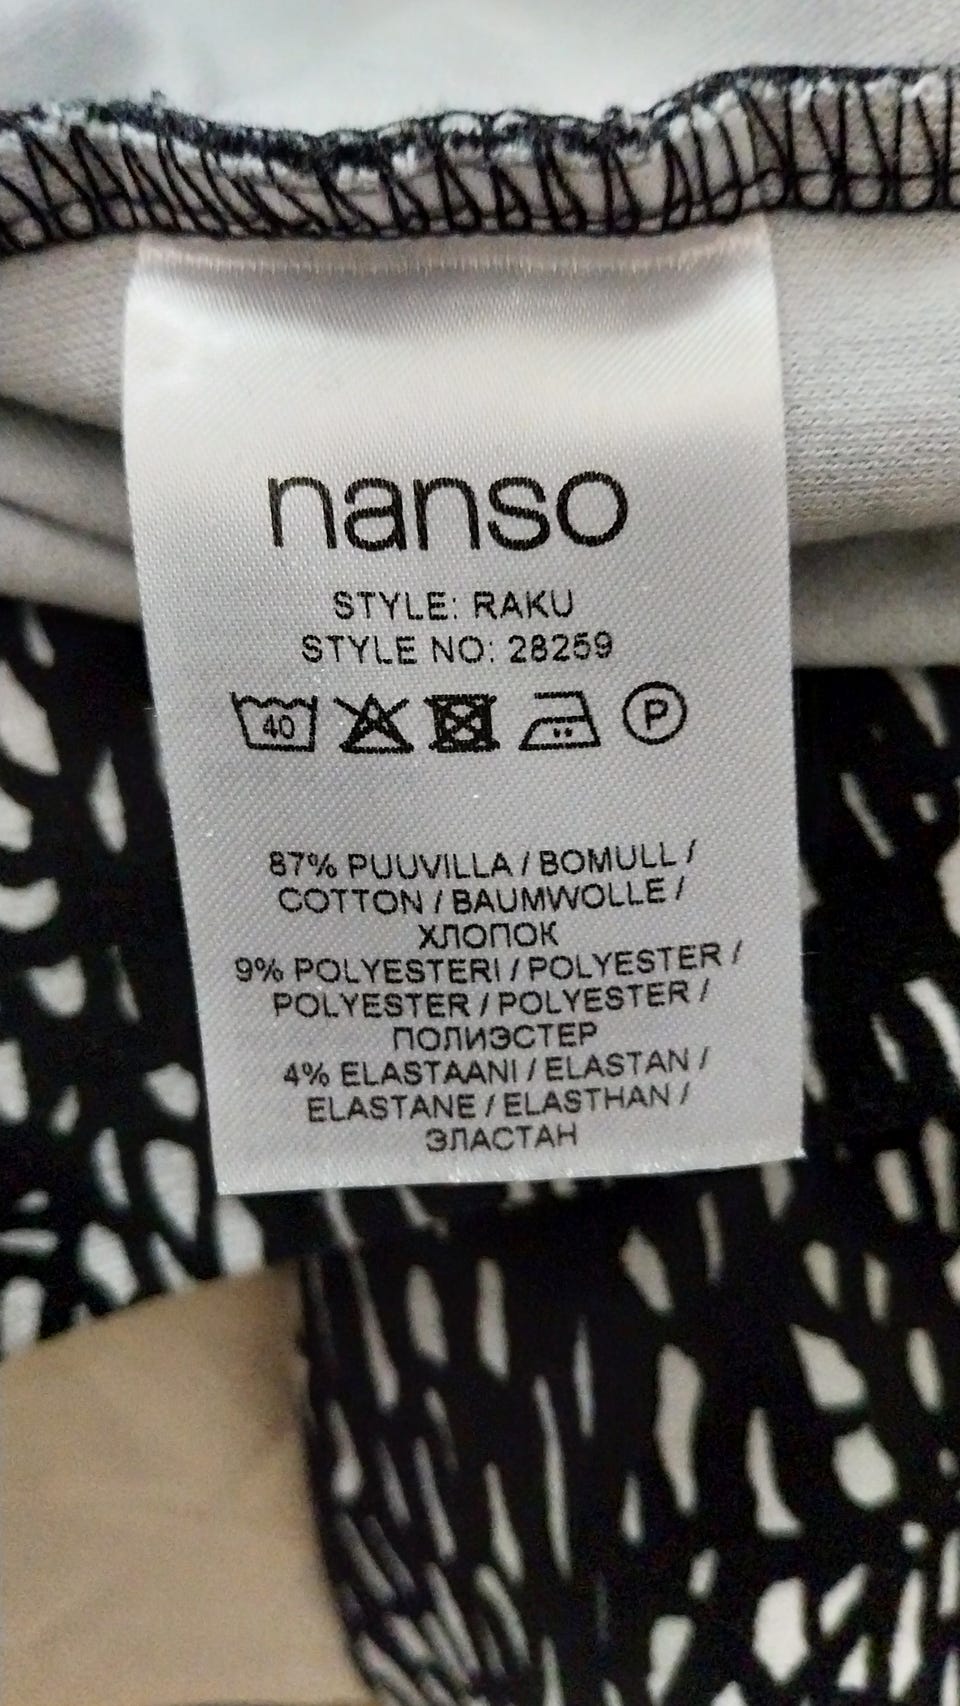 nanso
STYLE: RAKU
STYLE NO: 28259
40 P
87% PUUVILLA / BOMULL /
COTTON / BAUMWOLLE /
ХЛОПОК
9% POLYESTERI / POLYESTER /
POLYESTER / POLYESTER /
ПОЛИЭСТЕР
4% ELASTAANI / ELASTAN /
ELASTANE / ELASTHAN /
ЭЛАСТАН